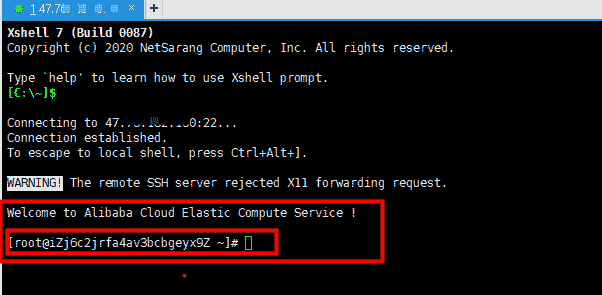 1 47.76
Xshell 7 (Build 0087)
Copyright (c) 2020 NetSarang Computer, Inc. All rights reserved.
Type `help' to learn how to use Xshell prompt.
[C:\~]$
Connecting to
Connection established.
To escape to local shell, press Ctrl+Alt+].
WARNING! The remote SSH server rejected X11 forwarding request.
Welcome to Alibaba Cloud Elastic Compute Service !
[root@iZj6c2jrfa4av3bcbgeyx9Z ~]#